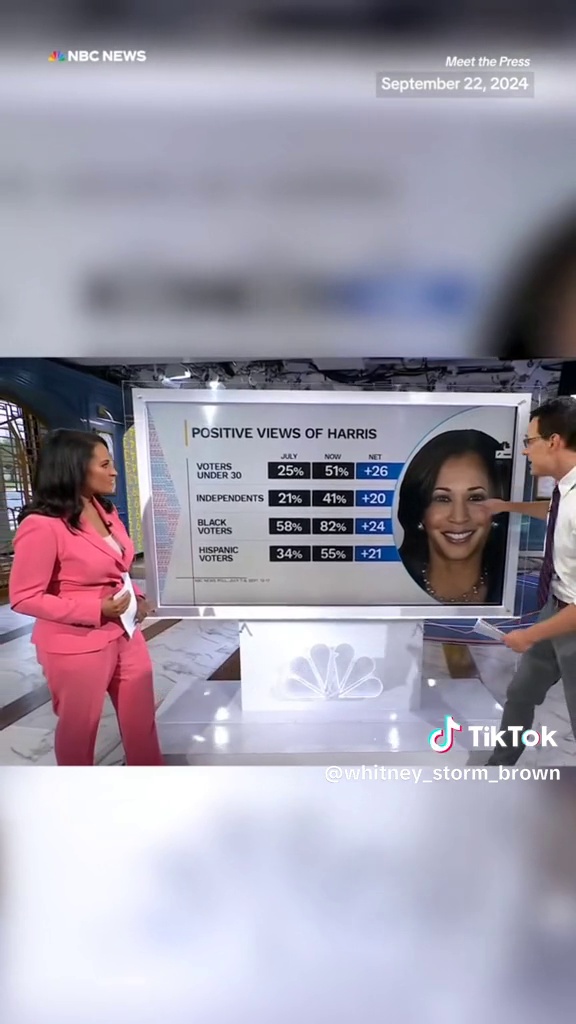 NBC NEWS
Meet the Press
September 22, 2024
POSITIVE VIEWS OF HARRIS
JULY NOW NET
VOTERS
UNDER 30 25% 51% +26
INDEPENDENTS 21% 41% +20
BLACK
VOTERS 58% 82% +24
HISPANIC
VOTERS 34% 55% +21
TikTok
@whitney_storm_brown